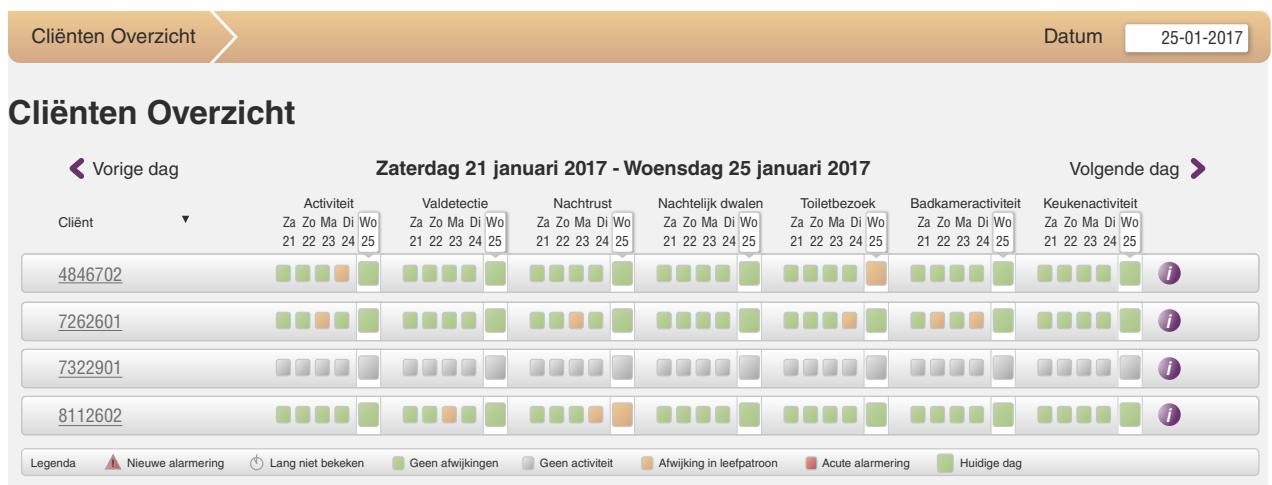 Cliënten Overzicht Datum 25-01-2017
Cliënten Overzicht
Vorige dag Zaterdag 21 januari 2017 - Woensdag 25 januari 2017 Volgende dag
Activiteit Valdetectie Nachtrust Nachtelijk dwalen Toiletbezoek Badkameractiviteit Keukenactiviteit
Cliënt ▼ Za Zo Ma Di Wo Za Zo Ma Di Wo Za Zo Ma Di Wo Za Zo Ma Di Wo Za Zo Ma Di Wo Za Zo Ma Di Wo Za Zo Ma Di Wo
21 22 23 24 25 21 22 23 24 25 21 22 23 24 25 21 22 23 24 25 21 22 23 24 25 21 22 23 24 25 21 22 23 24 25
4846702 i
7262601 i
7322901 i
8112602 i
Legenda Nieuwe alarmering Lang niet bekeken Geen afwijkingen Geen activiteit Afwijking in leefpatroon Acute alarmering Huidige dag